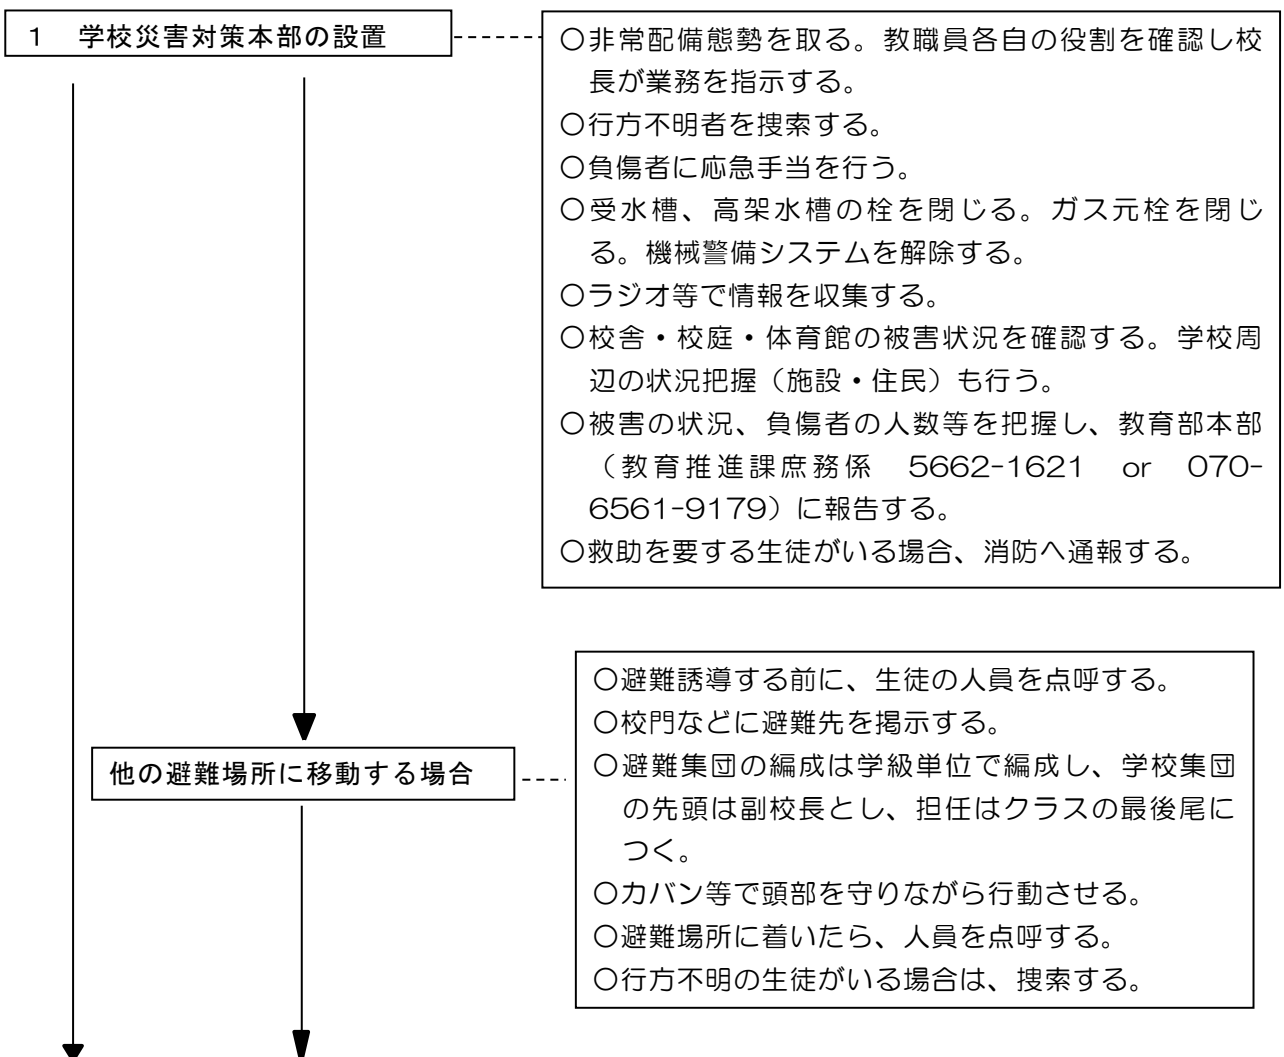 1　学校災害対策本部の設置
〇非常配備態勢を取る。教職員各自の役割を確認し校
長が業務を指示する。
〇行方不明者を捜索する。
〇負傷者に応急手当を行う。
〇受水槽、高架水槽の栓を閉じる。ガス元栓を閉じ
る。機械警備システムを解除する。
〇ラジオ等で情報を収集する。
〇校舎・校庭・体育館の被害状況を確認する。学校周
辺の状況把握（施設・住民）も行う。
〇被害の状況、負傷者の人数等を把握し、教育部本部
（教育推進課庶務係　5662-1621　or　070-
6561-9179）に報告する。
〇救助を要する生徒がいる場合、消防へ通報する。
他の避難場所に移動する場合
〇避難誘導する前に、生徒の人員を点呼する。
〇校門などに避難先を掲示する。
〇避難集団の編成は学級単位で編成し、学校集団
の先頭は副校長とし、担任はクラスの最後尾に
つく。
〇カバン等で頭部を守りながら行動させる。
〇避難場所に着いたら、人員を点呼する。
〇行方不明の生徒がいる場合は、捜索する。